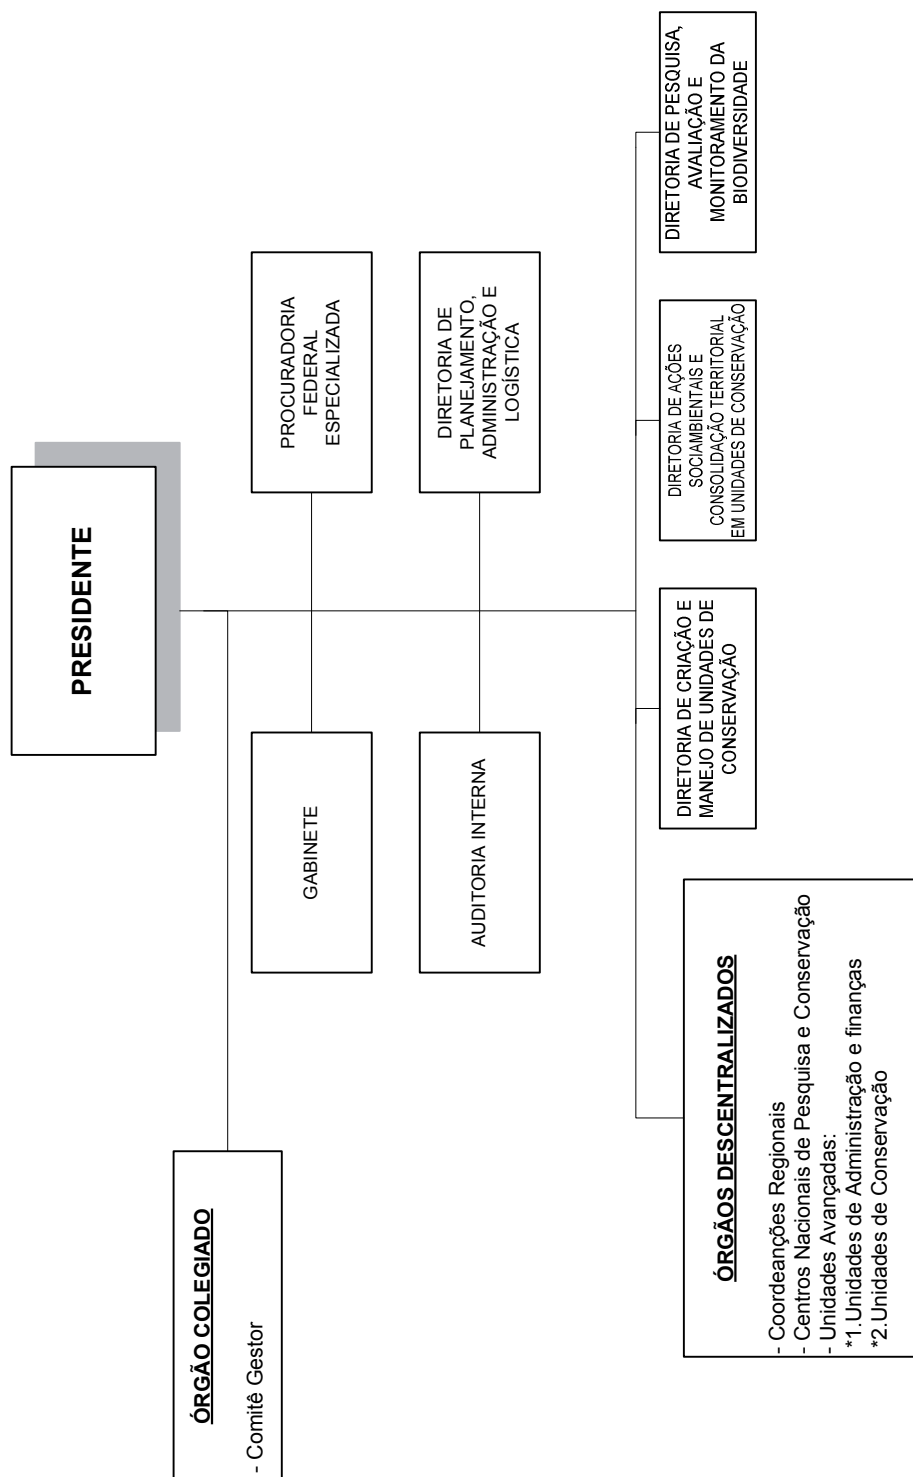 PRESIDENTE
ÓRGÃO COLEGIADO
- Comitê Gestor
GABINETE
PROCURADORIA
FEDERAL
ESPECIALIZADA
AUDITORIA INTERNA
DIRETORIA DE
PLANEJAMENTO,
ADMINISTRAÇÃO E
LOGÍSTICA
ÓRGÃOS DESCENTRALIZADOS
- Coordeanções Regionais
- Centros Nacionais de Pesquisa e Conservação
- Unidades Avançadas:
*1.Unidades de Administração e finanças
*2.Unidades de Conservação
DIRETORIA DE CRIAÇÃO E
MANEJO DE UNIDADES DE
CONSERVAÇÃO
DIRETORIA DE AÇÕES
SOCIAMBIENTAIS E
CONSOLIDAÇÃO TERRITORIAL
EM UNIDADES DE CONSERVAÇÃO
DIRETORIA DE PESQUISA,
AVALIAÇÃO E
MONITORAMENTO DA
BIODIVERSIDADE